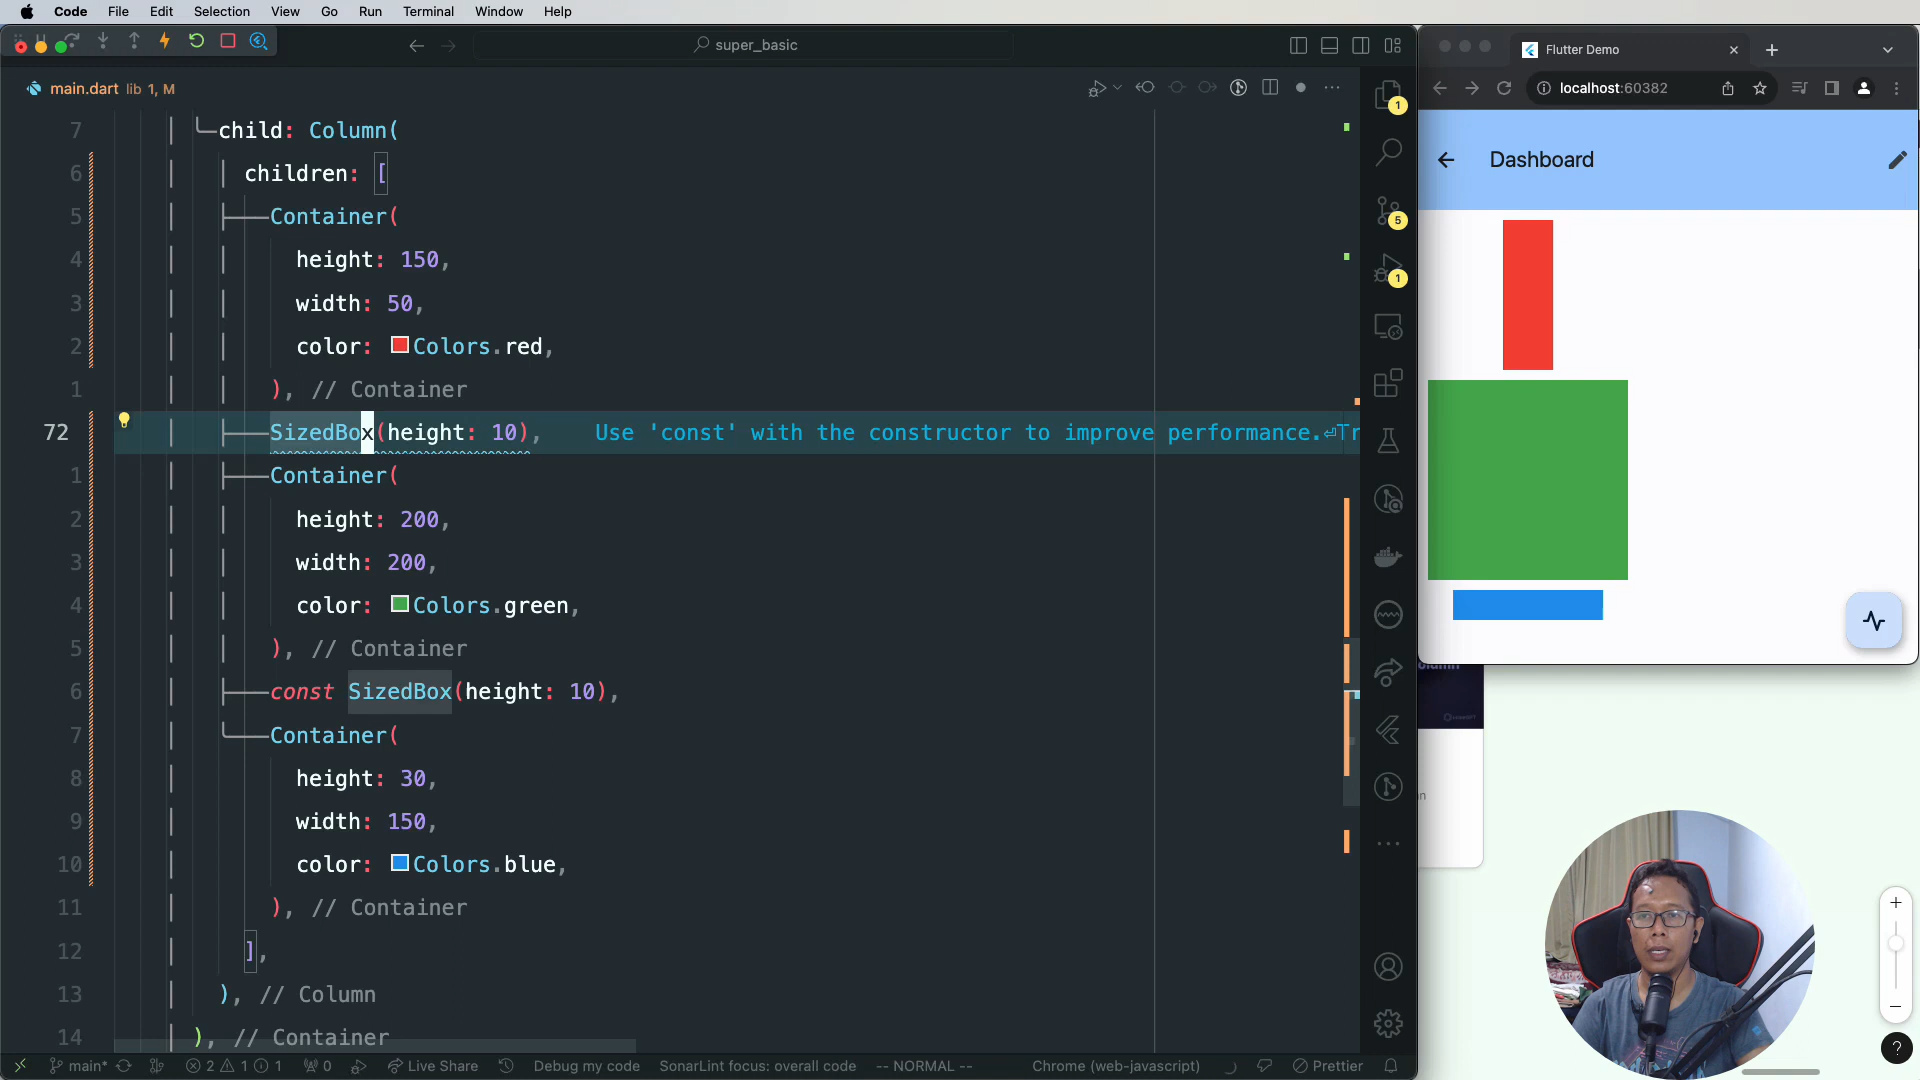 Code File Edit Selection View Go Run Terminal Window Help
super_basic
main.dart lib 1, M
7 child: Column(
6 children: [
5 Container(
4 height: 150,
3 width: 50,
2 color: Colors.red,
1 ), // Container
72 SizedBox(height: 10), Use 'const' with the constructor to improve performance.⏎Tr
1 Container(
2 height: 200,
3 width: 200,
4 color: Colors.green,
5 ), // Container
6 const SizedBox(height: 10),
7 Container(
8 height: 30,
9 width: 150,
10 color: Colors.blue,
11 ), // Container
12 ],
13 ), // Column
14 ), // Container
main* 2 1 1 0 Live Share Debug my code SonarLint focus: overall code -- NORMAL -- Chrome (web-javascript) Prettier
1
5
1
Flutter Demo
localhost:60382
Dashboard
+
−
?